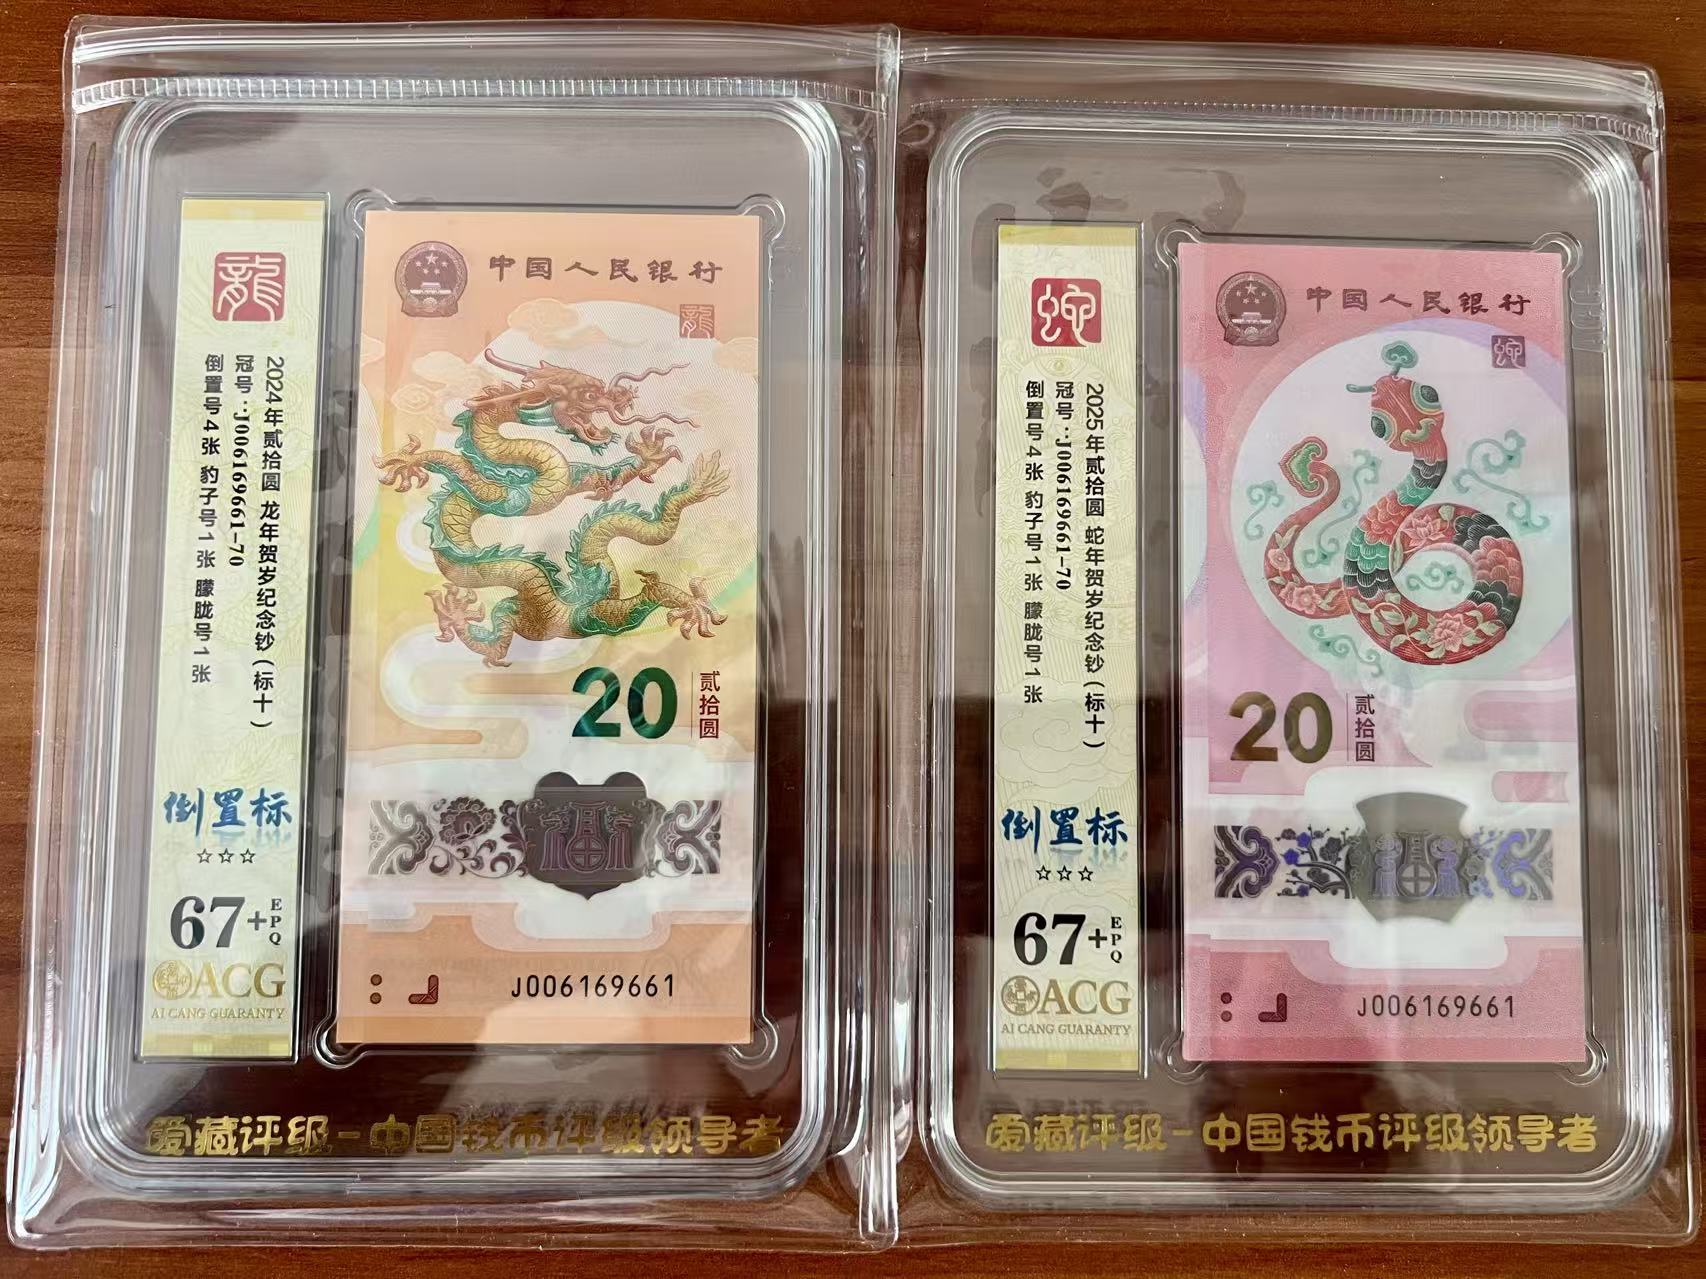 龍
2024年贰拾圆 龙年贺岁纪念钞（标十）
冠号：J006169661-70
倒置号4张 豹子号1张 朦胧号1张
倒置标
☆☆☆
67+
EPQ
ACG
AI CANG GUARANTY
中国人民银行
龍
20
贰拾圆
J006169661
爱藏评级-中国钱币评级领导者
蛇
2025年贰拾圆 蛇年贺岁纪念钞（标十）
冠号：J006169661-70
倒置号4张 豹子号1张 朦胧号1张
倒置标
☆☆☆
67+
EPQ
ACG
AI CANG GUARANTY
中国人民银行
蛇
20
贰拾圆
福
J006169661
爱藏评级-中国钱币评级领导者